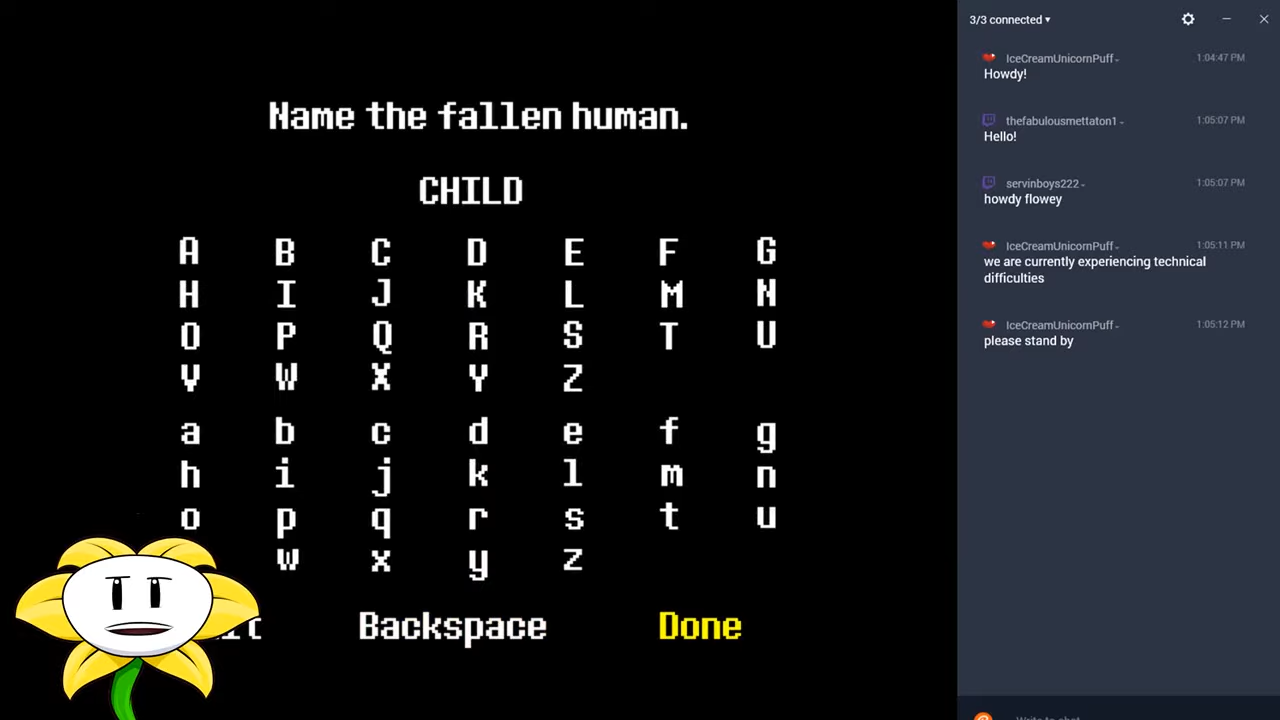 Name the fallen human.
CHILD
A B C D E F G
H I J K L M N
O P Q R S T U
V W X Y Z
a b c d e f g
h i j k l m n
o p q r s t u
w x y z
Backspace Done
3/3 connected
IceCreamUnicornPuff 1:04:47 PM
Howdy!
thefabulousmettaton1 1:05:07 PM
Hello!
servinboys222 1:05:07 PM
howdy flowey
IceCreamUnicornPuff 1:05:11 PM
we are currently experiencing technical
difficulties
IceCreamUnicornPuff 1:05:12 PM
please stand by